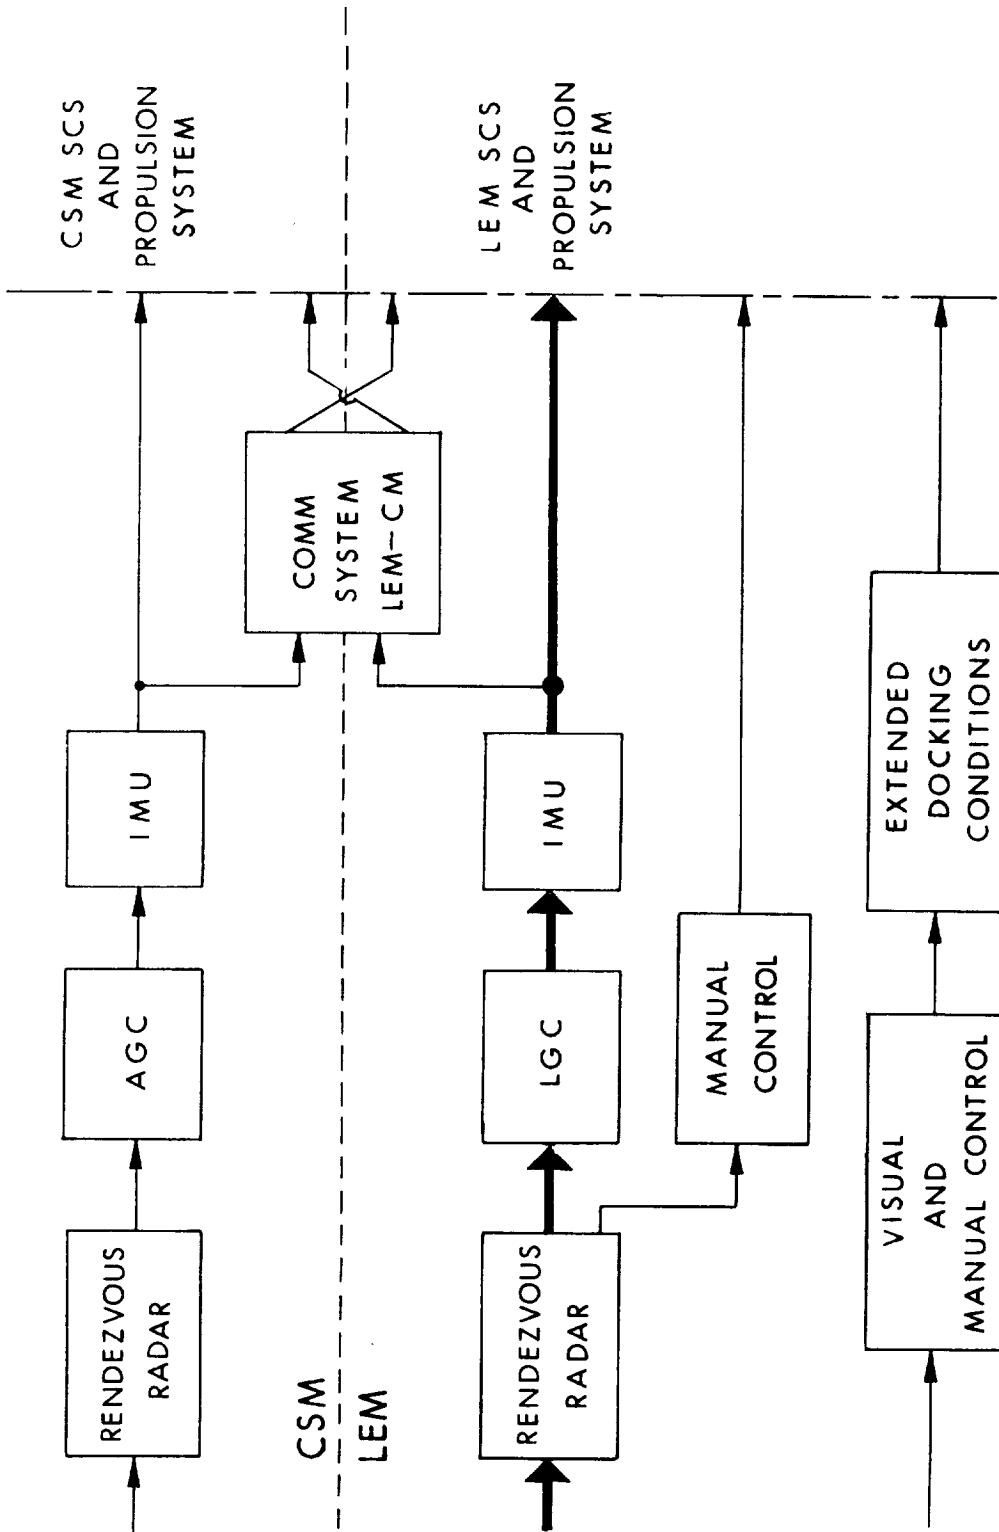 CSM SCS
AND
PROPULSION
SYSTEM
RENDEZVOUS
RADAR
AGC
IMU
COMM
SYSTEM
LEM–CM
CSM
LEM
LEM SCS
AND
PROPULSION
SYSTEM
RENDEZVOUS
RADAR
LGC
IMU
MANUAL
CONTROL
VISUAL
AND
MANUAL CONTROL
EXTENDED
DOCKING
CONDITIONS